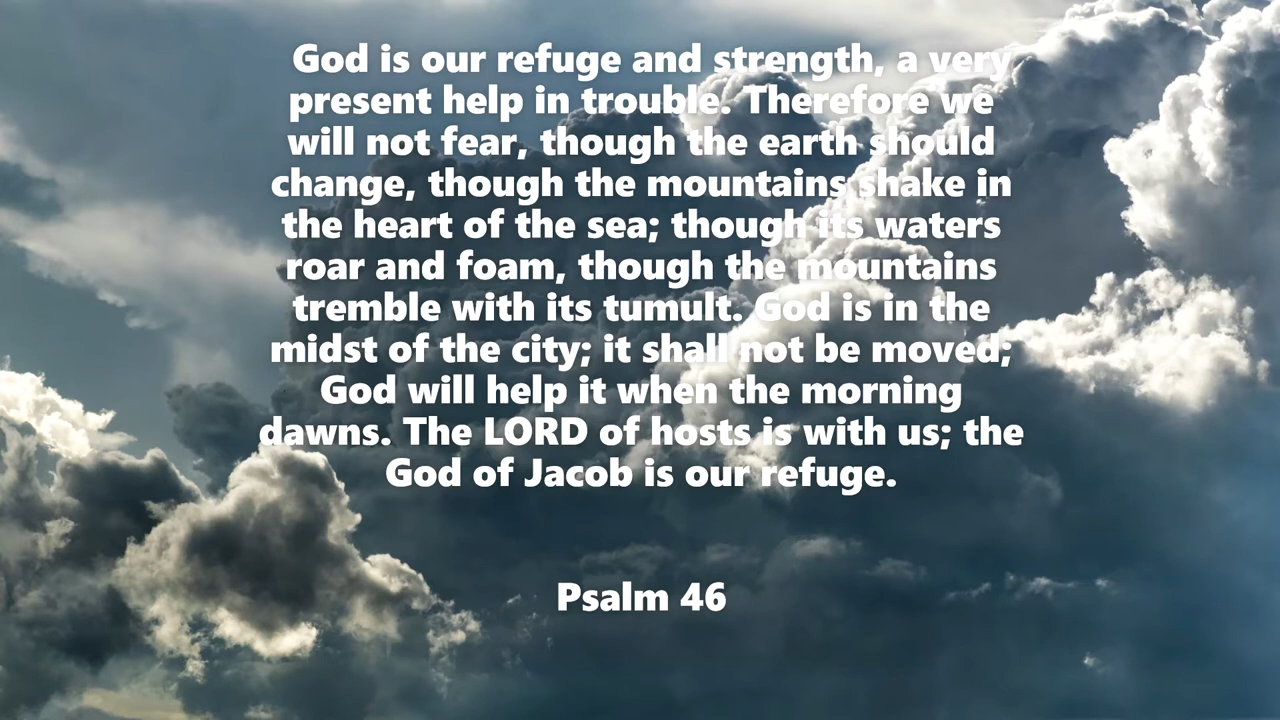 God is our refuge and strength, a very
present help in trouble. Therefore we
will not fear, though the earth should
change, though the mountains shake in
the heart of the sea; though its waters
roar and foam, though the mountains
tremble with its tumult. God is in the
midst of the city; it shall not be moved;
God will help it when the morning
dawns. The LORD of hosts is with us; the
God of Jacob is our refuge.
Psalm 46